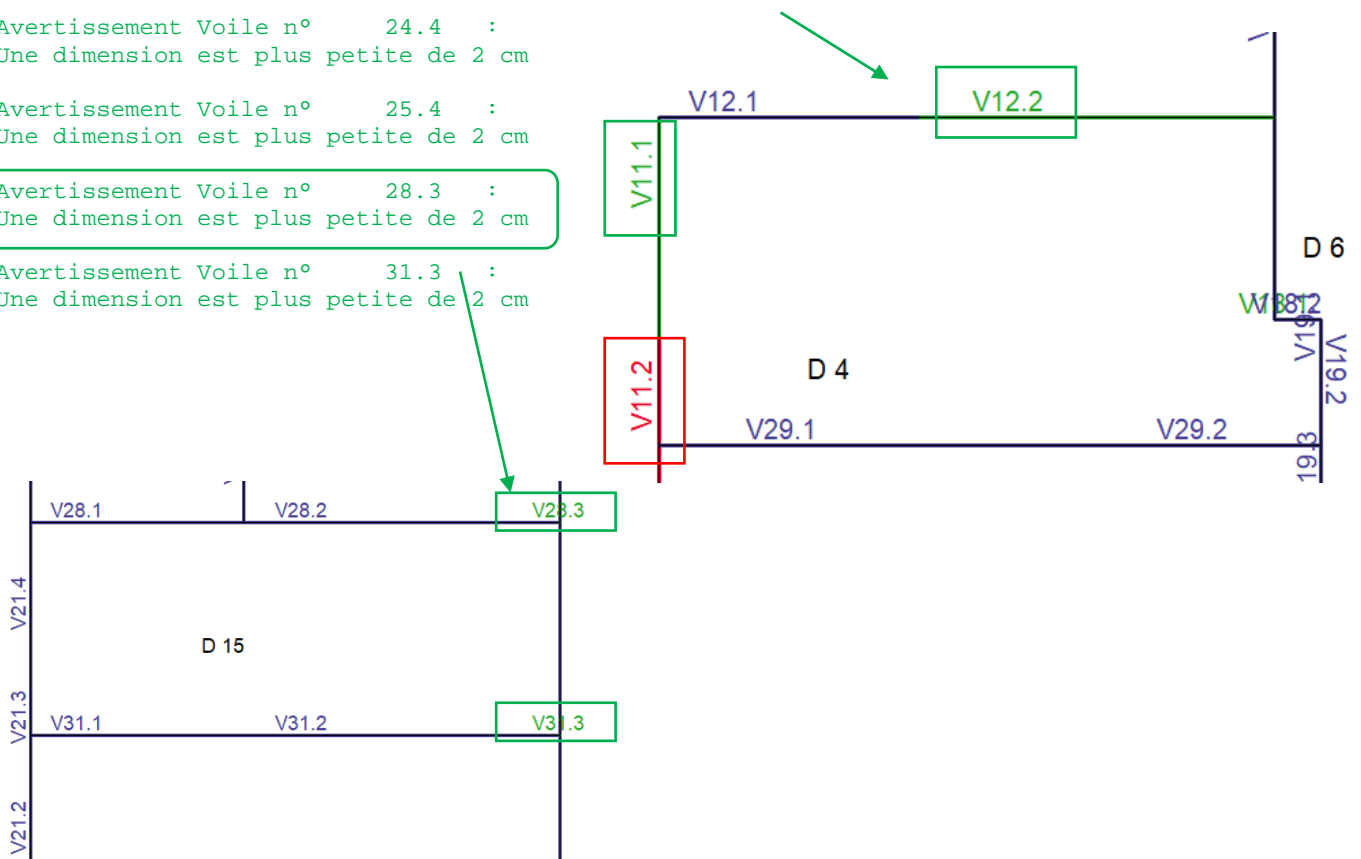 Avertissement Voile n° 24.4 :
Une dimension est plus petite de 2 cm
Avertissement Voile n° 25.4 :
Une dimension est plus petite de 2 cm
Avertissement Voile n° 28.3 :
Une dimension est plus petite de 2 cm
Avertissement Voile n° 31.3 :
Une dimension est plus petite de 2 cm
V12.1
V12.2
V11.1
D 6
V19.2
V11.2
D 4
V29.1
V29.2
19.3
V28.1
V28.2
V28.3
V21.4
D 15
V21.3
V31.1
V31.2
V31.3
V21.2